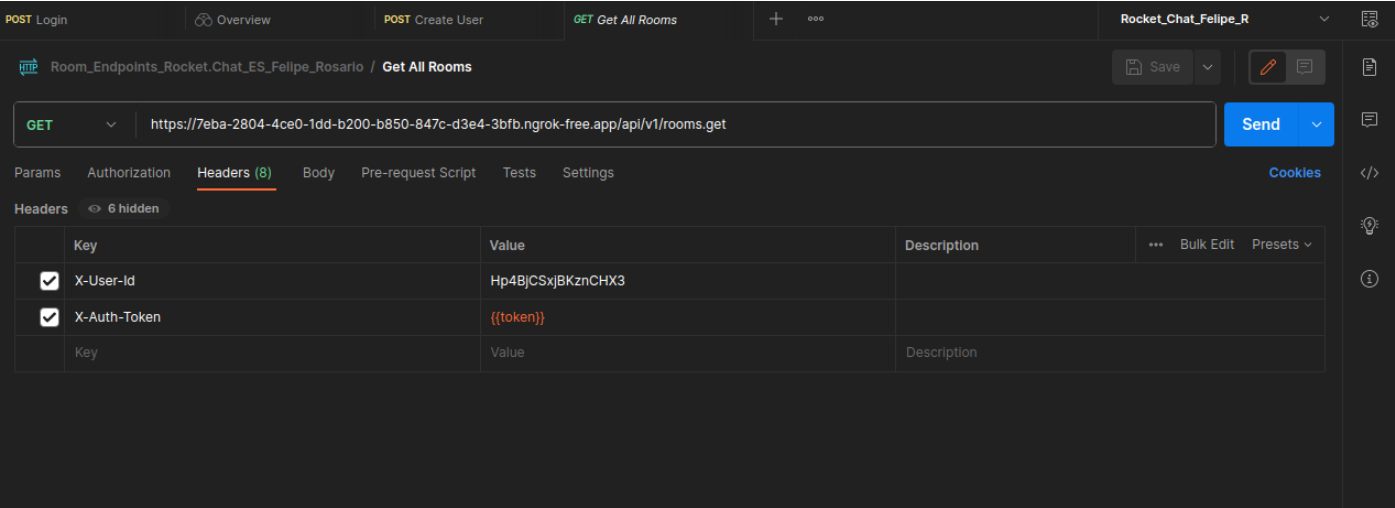 POST Login Overview POST Create User GET Get All Rooms Rocket_Chat_Felipe_R
HTTP Room_Endpoints_Rocket.Chat_ES_Felipe_Rosario / Get All Rooms Save
GET https://7eba-2804-4ce0-1dd-b200-b850-847c-d3e4-3bfb.ngrok-free.app/api/v1/rooms.get Send
Params Authorization Headers (8) Body Pre-request Script Tests Settings Cookies
Headers 6 hidden
Key Value Description Bulk Edit Presets
X-User-Id Hp4BjCSxjBKznCHX3
X-Auth-Token {{token}}
Key Value Description